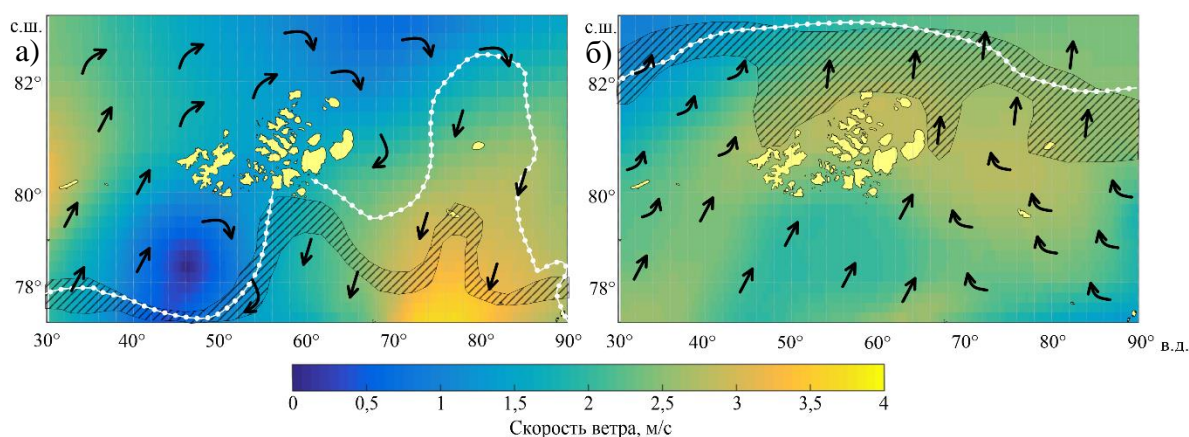 с.ш. с.ш.
а) б)
82° 82°
80° 80°
78° 78°
30° 40° 50° 60° 70° 80° 90° 30° 40° 50° 60° 70° 80° 90° в.д.
0 0,5 1 1,5 2 2,5 3 3,5 4
Скорость ветра, м/с